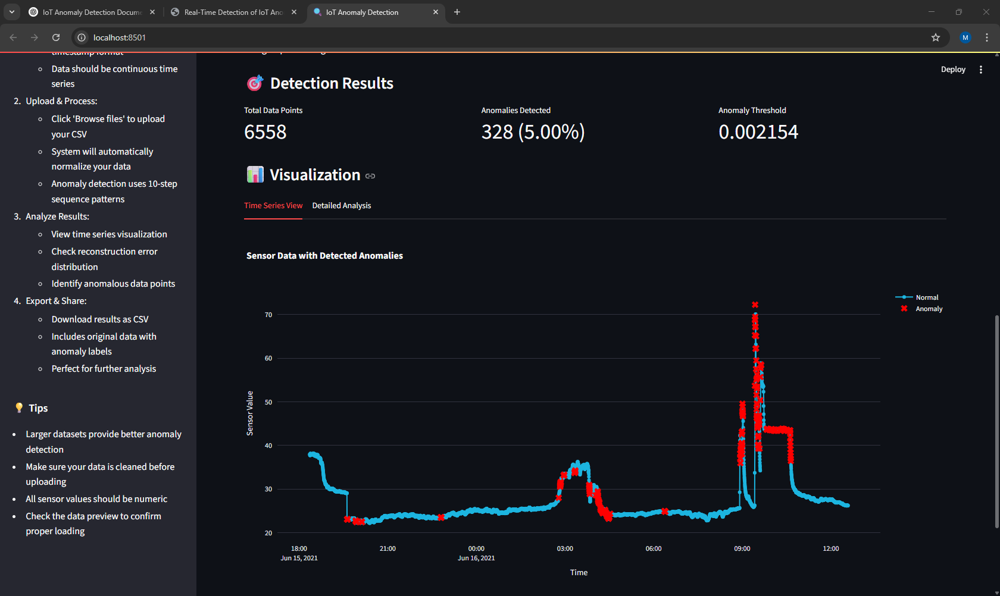 IoT Anomaly Detection Docume
Real-Time Detection of IoT Ano
IoT Anomaly Detection
localhost:8501
M
timestamp format
Data should be continuous time
series
2. Upload & Process:
Click 'Browse files' to upload
your CSV
System will automatically
normalize your data
Anomaly detection uses 10-step
sequence patterns
3. Analyze Results:
View time series visualization
Check reconstruction error
distribution
Identify anomalous data points
4. Export & Share:
Download results as CSV
Includes original data with
anomaly labels
Perfect for further analysis
Tips
Larger datasets provide better anomaly
detection
Make sure your data is cleaned before
uploading
All sensor values should be numeric
Check the data preview to confirm
proper loading
Deploy
Detection Results
Total Data Points
6558
Anomalies Detected
328 (5.00%)
Anomaly Threshold
0.002154
Visualization
Time Series View
Detailed Analysis
Sensor Data with Detected Anomalies
Normal
Anomaly
Sensor Value
70
60
50
40
30
20
18:00
Jun 15, 2021
21:00
00:00
Jun 16, 2021
03:00
06:00
09:00
12:00
Time